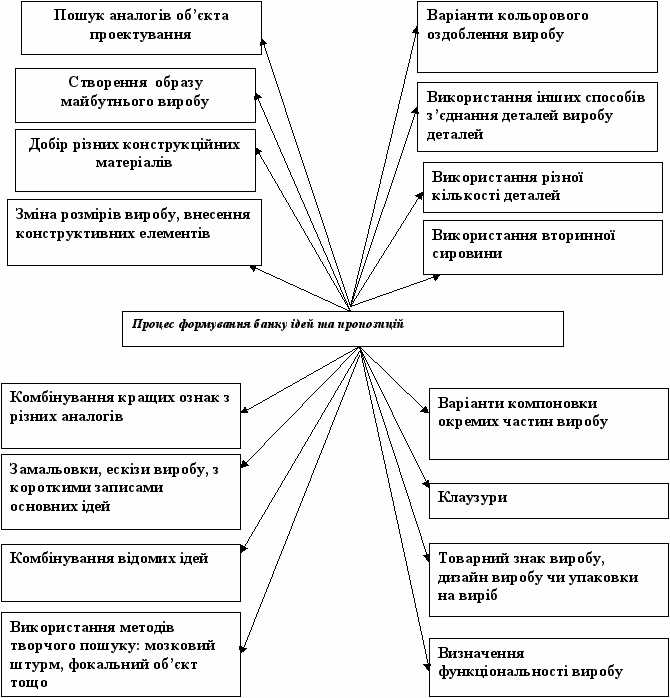 Пошук аналогів об’єкта
проектування
Створення образу
майбутнього виробу
Добір різних конструкційних
матеріалів
Зміна розмірів виробу, внесення
конструктивних елементів
Варіанти кольорового
оздоблення виробу
Використання інших способів
з’єднання деталей виробу
деталей
Використання різної
кількості деталей
Використання вторинної
сировини
Процес формування банку ідей та пропозицій
Комбінування кращих ознак з
різних аналогів
Замальовки, ескізи виробу, з
короткими записами
основних ідей
Комбінування відомих ідей
Використання методів
творчого пошуку: мозковий
штурм, фокальний об’єкт
тощо
Варіанти компоновки
окремих частин виробу
Клаузури
Товарний знак виробу,
дизайн виробу чи упаковки
на виріб
Визначення
функціональності виробу